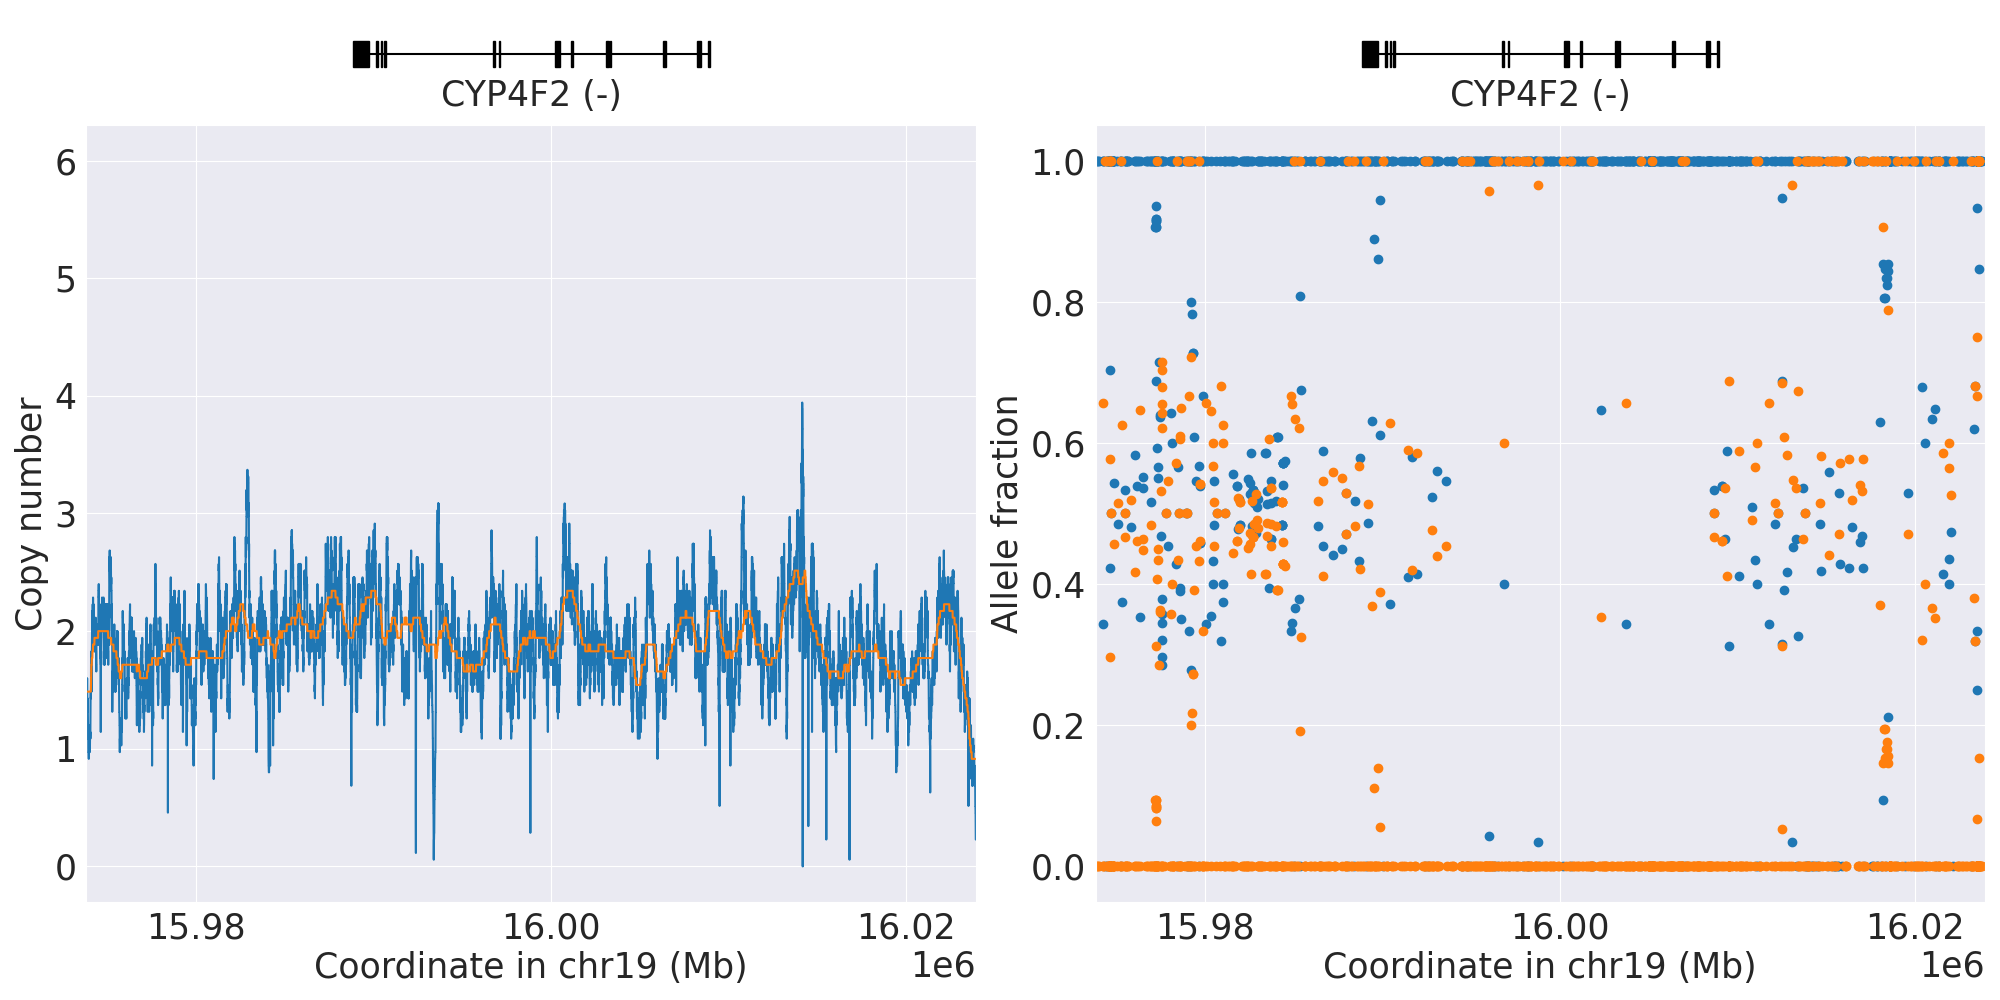 CYP4F2 (-)
Copy number
6
5
4
3
2
1
0
15.98
16.00
16.02
Coordinate in chr19 (Mb)
1e6
CYP4F2 (-)
Allele fraction
1.0
0.8
0.6
0.4
0.2
0.0
15.98
16.00
16.02
Coordinate in chr19 (Mb)
1e6